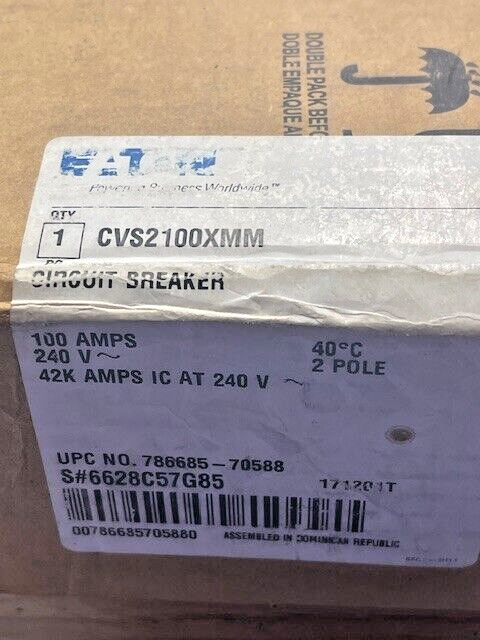 DOUBLE PACK BEFO
DOBLE EMPAQUE A
EATON
Powering Business Worldwide™
QTY
1 CVS2100XMM
PC
CIRCUIT BREAKER
100 AMPS 40°C
240 V~ 2 POLE
42K AMPS IC AT 240 V ~
UPC NO. 786685-70588
S#6628C57G85 171201T
00786685705880 ASSEMBLED IN DOMINICAN REPUBLIC